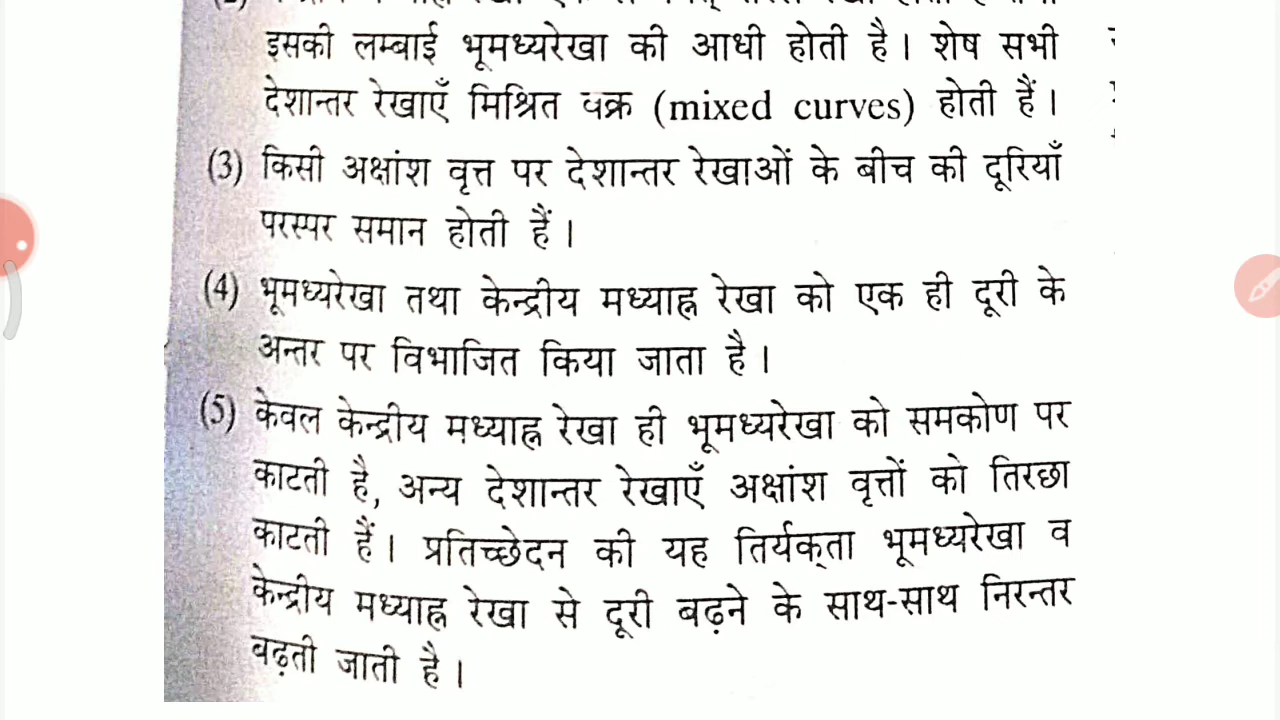 इसकी लम्बाई भूमध्यरेखा की आधी होती है। शेष सभी
देशान्तर रेखाएँ मिश्रित वक्र (mixed curves) होती हैं।
(3) किसी अक्षांश वृत्त पर देशान्तर रेखाओं के बीच की दूरियाँ
परस्पर समान होती हैं।
(4) भूमध्यरेखा तथा केन्द्रीय मध्याह्न रेखा को एक ही दूरी के
अन्तर पर विभाजित किया जाता है।
(5) केवल केन्द्रीय मध्याह्न रेखा ही भूमध्यरेखा को समकोण पर
काटती है, अन्य देशान्तर रेखाएँ अक्षांश वृत्तों को तिरछा
काटती हैं। प्रतिच्छेदन की यह तिर्यक्ता भूमध्यरेखा व
केन्द्रीय मध्याह्न रेखा से दूरी बढ़ने के साथ-साथ निरन्तर
बढ़ती जाती है।